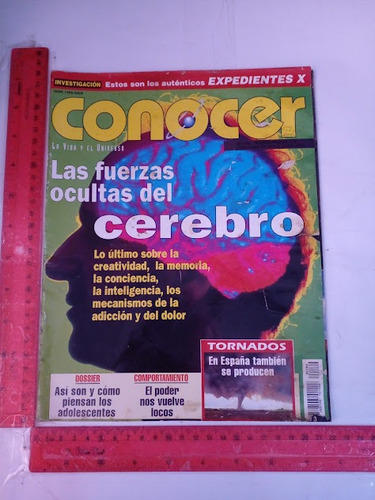 INVESTIGACIÓN Estos son los auténticos EXPEDIENTES X
CONOCER
LA VIDA Y EL UNIVERSO
Las fuerzas
ocultas del
cerebro
Lo último sobre la
creatividad, la memoria,
la conciencia,
la inteligencia, los
mecanismos de la
adicción y del dolor
TORNADOS
En España también
se producen
DOSSIER
Así son y cómo
piensan los
adolescentes
COMPORTAMIENTO
El poder
nos vuelve
locos